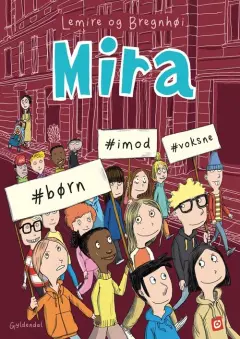 Lemire og Bregnhøi
Mira
#imod
#voksne
#børn
Gyldendal